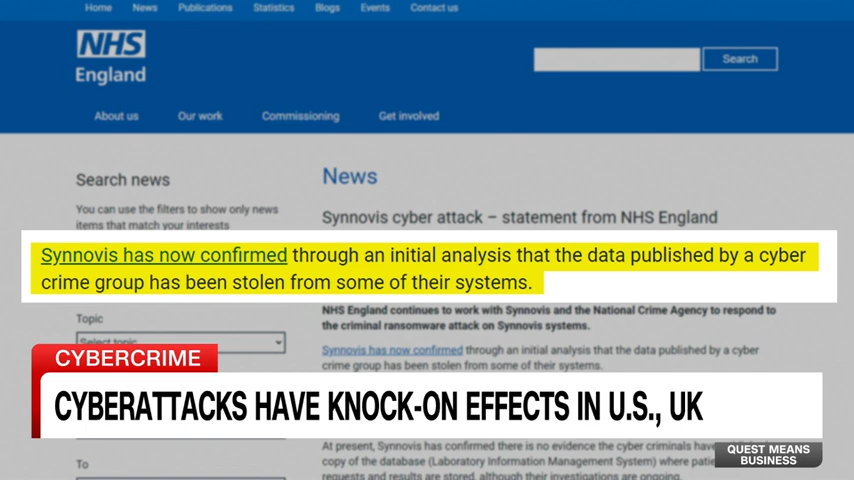 Home News Publications Statistics Blogs Events Contact us
NHS
England
Search
About us Our work Commissioning Get involved
Search news
You can use the filters to show only news
items that match your interests
News
Synnovis cyber attack – statement from NHS England
Synnovis has now confirmed through an initial analysis that the data published by a cyber
crime group has been stolen from some of their systems.
NHS England continues to work with Synnovis and the National Crime Agency to respond to
the criminal ransomware attack on Synnovis systems.
Topic
Select topic
Synnovis has now confirmed through an initial analysis that the data published by a cyber
crime group has been stolen from some of their systems.
CYBERCRIME
CYBERATTACKS HAVE KNOCK-ON EFFECTS IN U.S., UK
At present, Synnovis has confirmed there is no evidence the cyber criminals have
copy of the database (Laboratory Information Management System) where
requests and results are stored, although their investigations are ongoing.
To
QUEST MEANS
BUSINESS